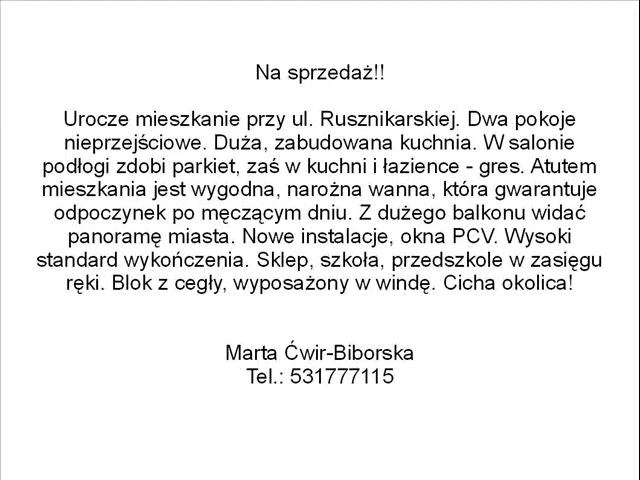 Na sprzedaż!!
Urocze mieszkanie przy ul. Rusznikarskiej. Dwa pokoje
nieprzejściowe. Duża, zabudowana kuchnia. W salonie
podłogi zdobi parkiet, zaś w kuchni i łazience - gres. Atutem
mieszkania jest wygodna, narożna wanna, która gwarantuje
odpoczynek po męczącym dniu. Z dużego balkonu widać
panoramę miasta. Nowe instalacje, okna PCV. Wysoki
standard wykończenia. Sklep, szkoła, przedszkole w zasięgu
ręki. Blok z cegły, wyposażony w windę. Cicha okolica!
Marta Ćwir-Biborska
Tel.: 531777115